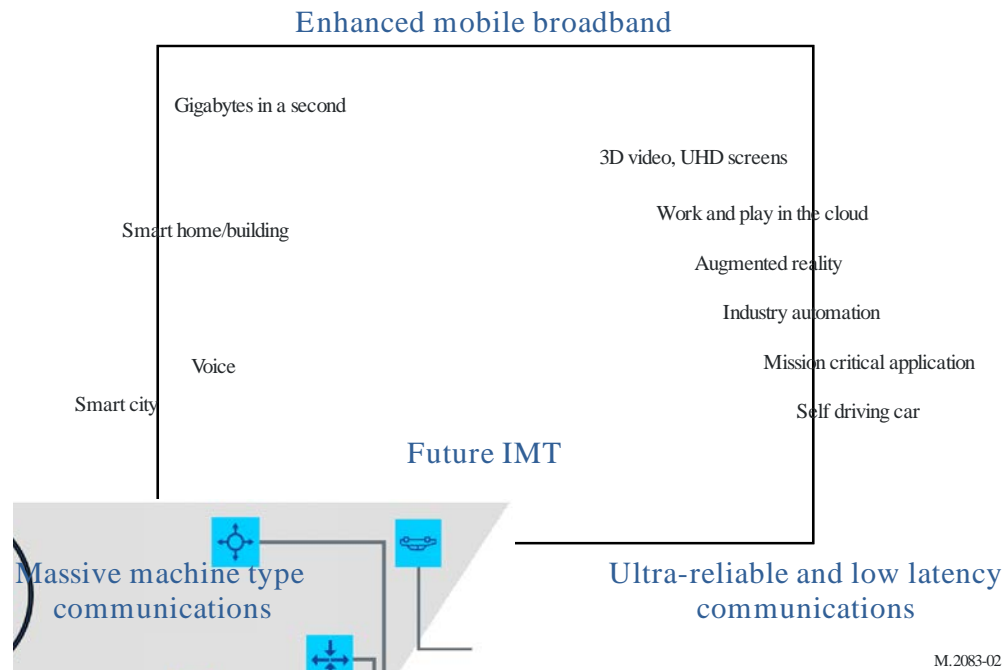 Enhanced mobile broadband
Gigabytes in a second
3D video, UHD screens
Work and play in the cloud
Smart home/building
Augmented reality
Industry automation
Voice
Mission critical application
Smart city
Self driving car
Future IMT
Massive machine type
communications
Ultra-reliable and low latency
communications
M.2083-02